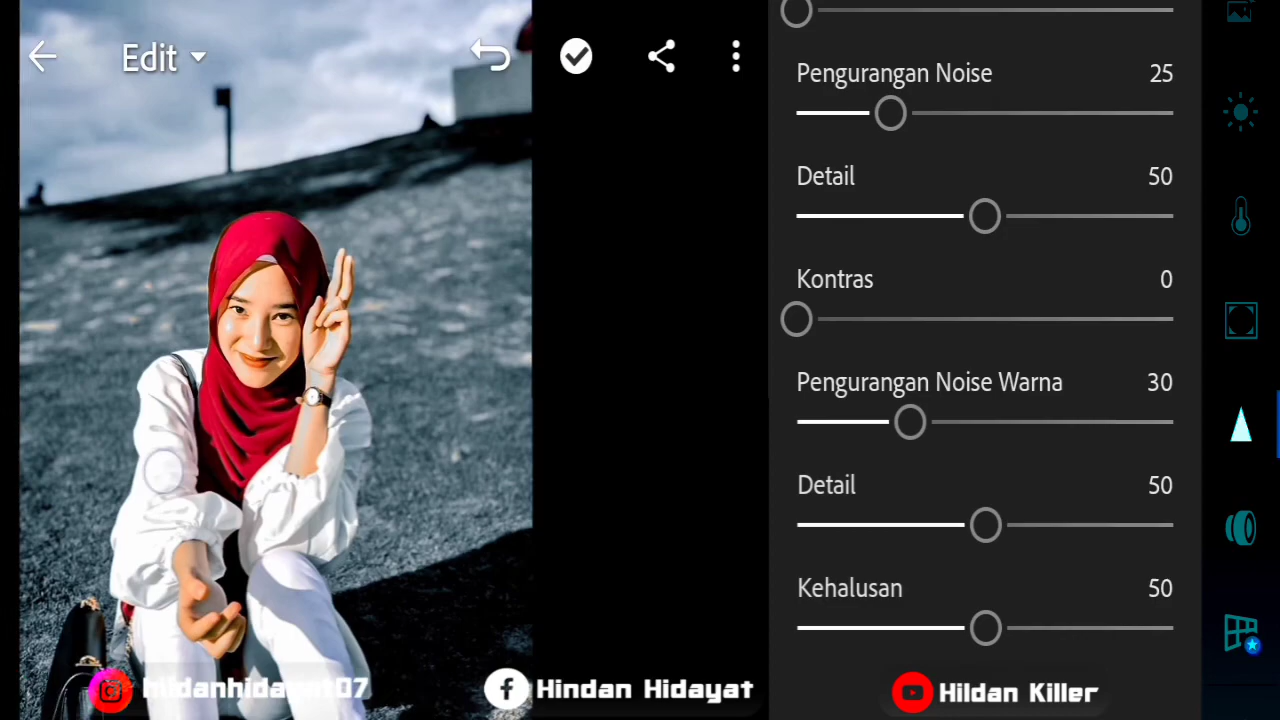 Edit
Pengurangan Noise 25
Detail 50
Kontras 0
Pengurangan Noise Warna 30
Detail 50
Kehalusan 50
Hindan Hidayat
Hildan Killer